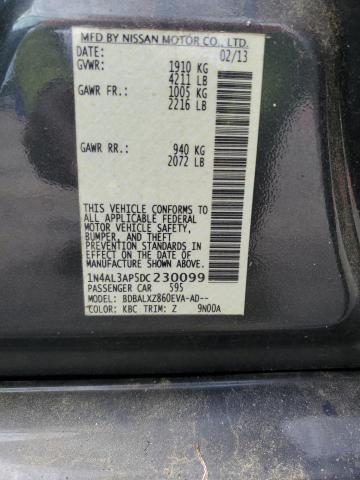 MFD BY NISSAN MOTOR CO., LTD.
DATE: 02/13
GVWR: 1910 KG
4211 LB
GAWR FR: 1005 KG
2216 LB
GAWR RR: 940 KG
2072 LB
THIS VEHICLE CONFORMS TO
ALL APPLICABLE FEDERAL
MOTOR VEHICLE SAFETY,
BUMPER, AND THEFT
PREVENTION STANDARDS IN
EFFECT ON THE DATE OF
MANUFACTURE SHOWN ABOVE.
1N4AL3AP5DC230099
PASSENGER CAR 595
MODEL: BDBALXZ860EVA-AD--
COLOR: KBC TRIM: Z 9N00A